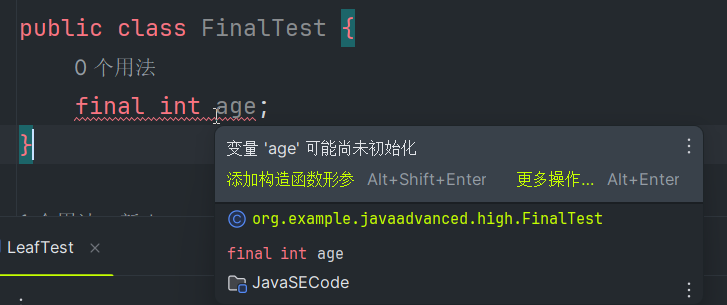 public class FinalTest {
0 个用法
final int age;
}
变量 'age' 可能尚未初始化
添加构造函数形参 Alt+Shift+Enter 更多操作... Alt+Enter
org.example.javaadvanced.high.FinalTest
final int age
JavaSECode
LeafTest ×